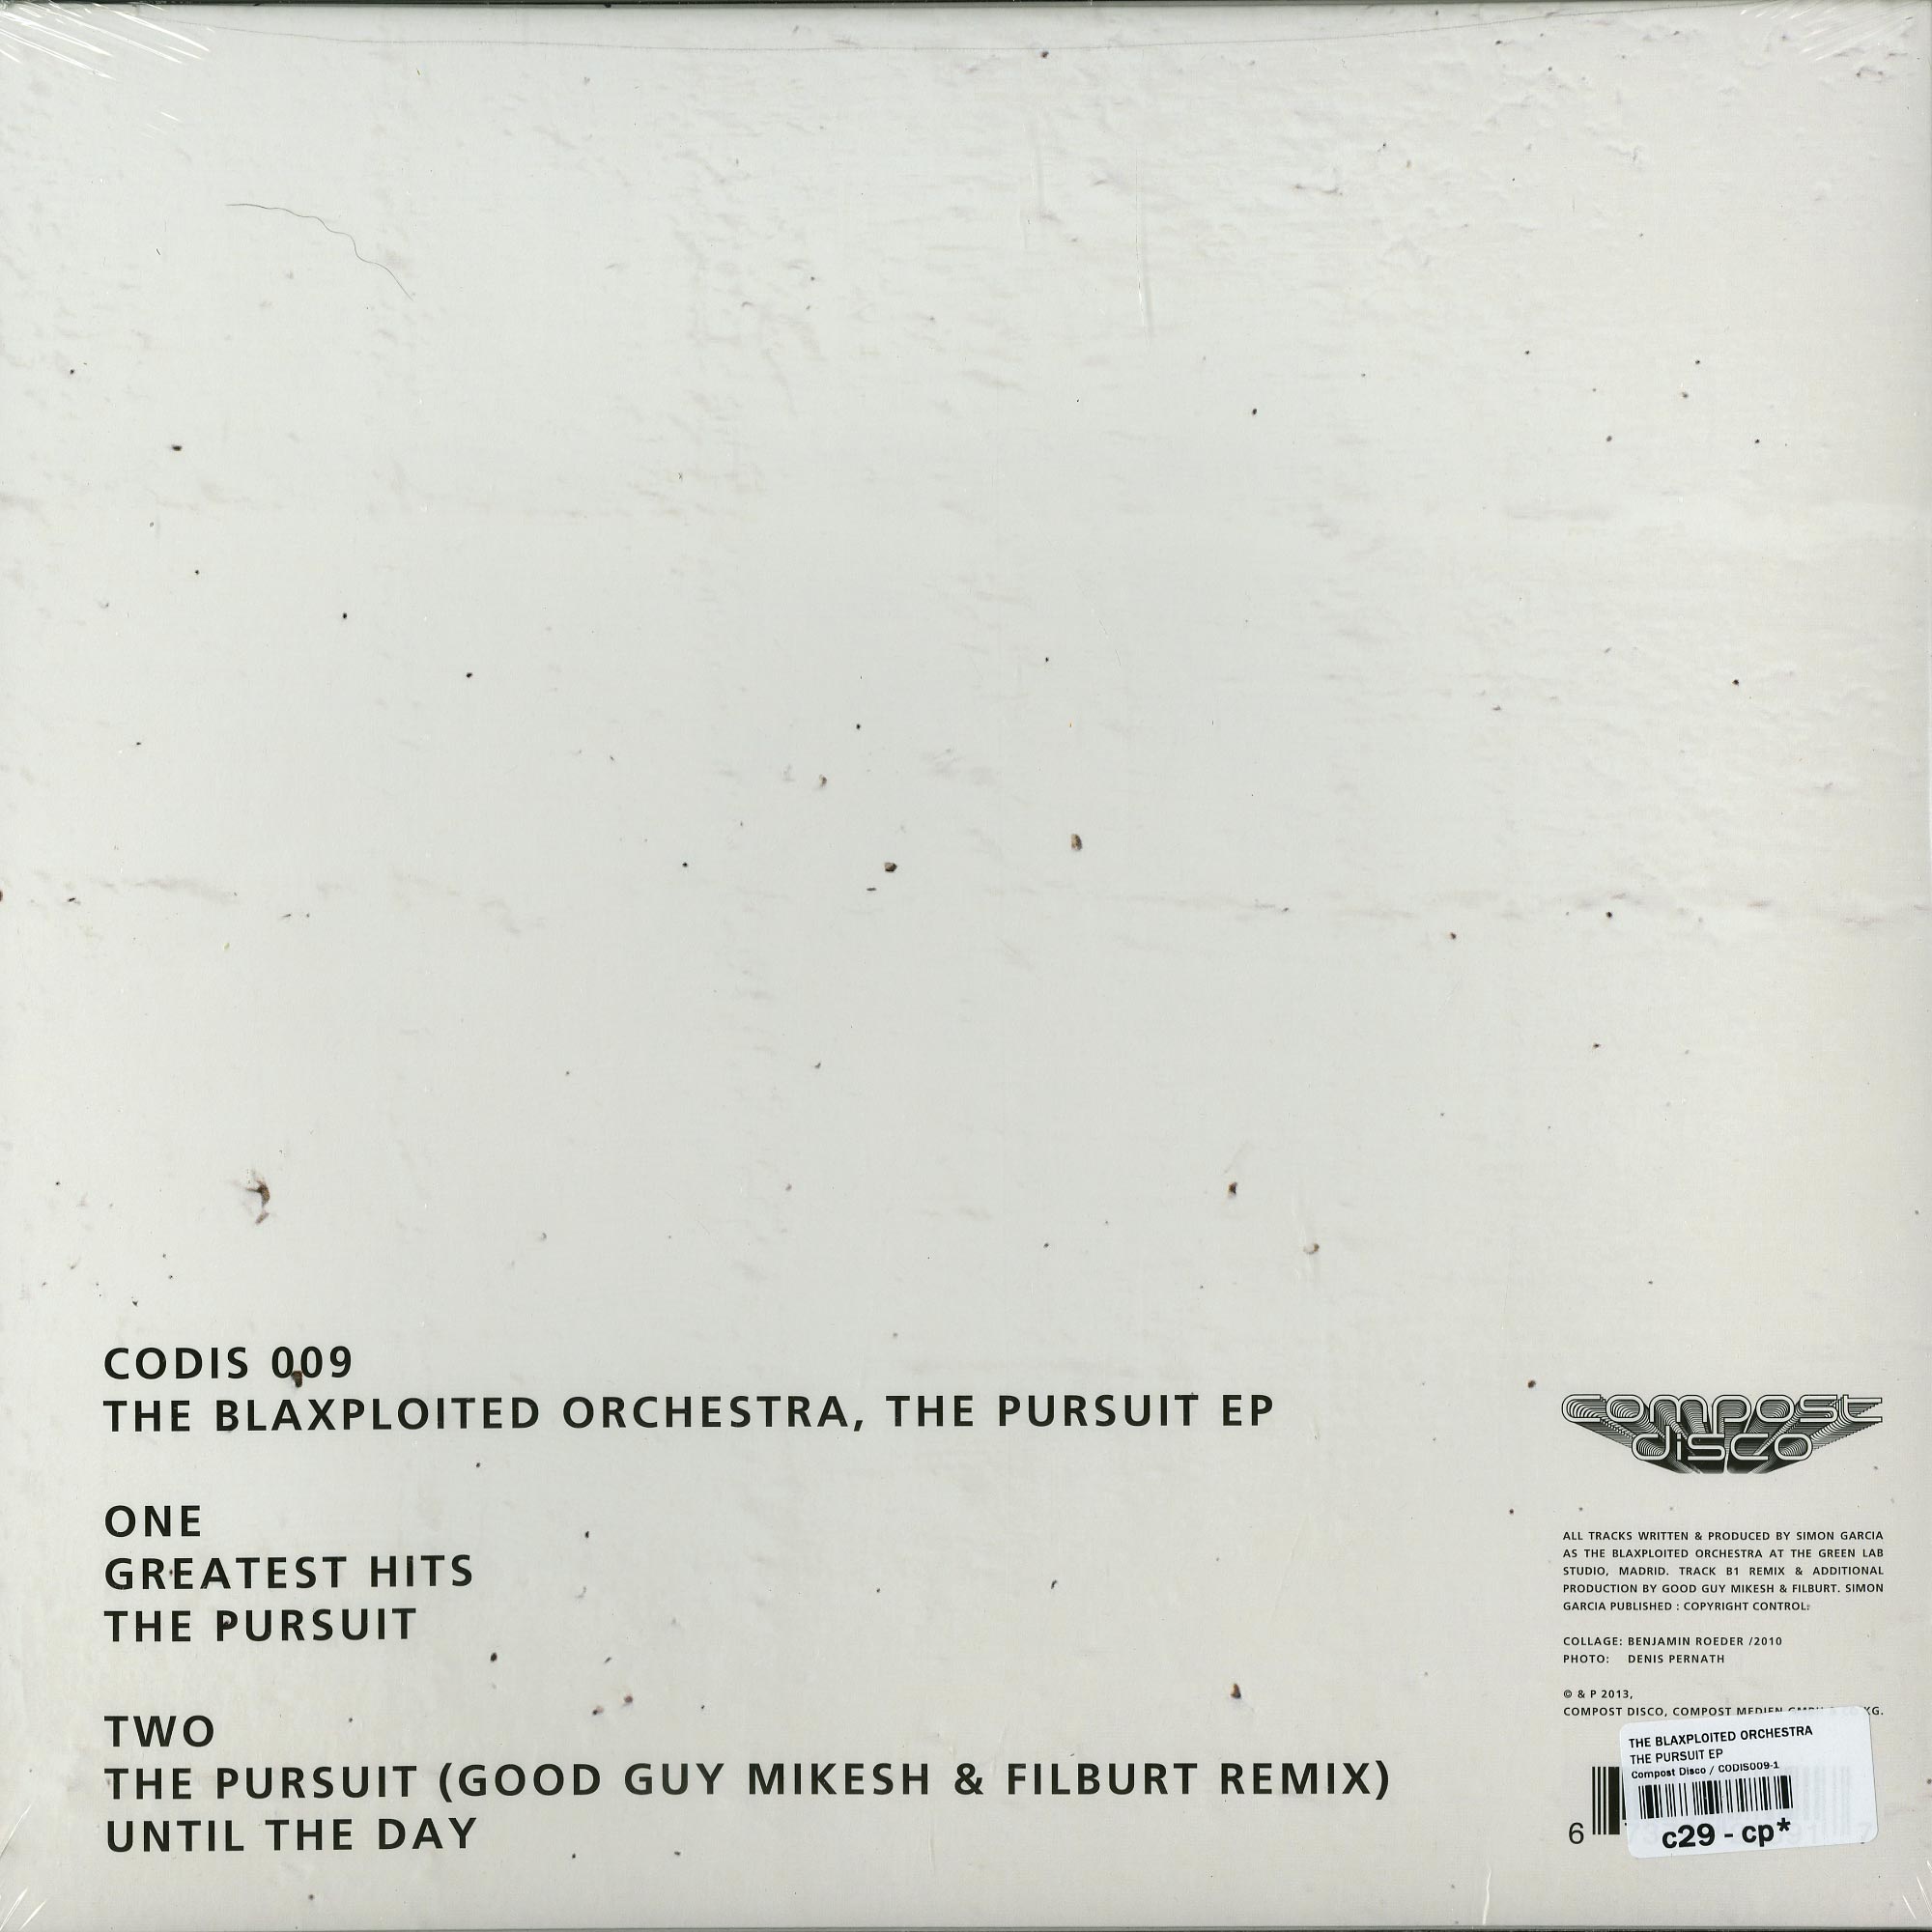 CODIS 009
THE BLAXPLOITED ORCHESTRA, THE PURSUIT EP
ONE
GREATEST HITS
THE PURSUIT
TWO
THE PURSUIT (GOOD GUY MIKESH & FILBURT REMIX)
UNTIL THE DAY
compost
disco
ALL TRACKS WRITTEN & PRODUCED BY SIMON GARCIA
AS THE BLAXPLOITED ORCHESTRA AT THE GREEN LAB
STUDIO, MADRID. TRACK B1 REMIX & ADDITIONAL
PRODUCTION BY GOOD GUY MIKESH & FILBURT. SIMON
GARCIA PUBLISHED : COPYRIGHT CONTROL.
COLLAGE: BENJAMIN ROEDER /2010
PHOTO: DENIS PERNATH
© & P 2013,
COMPOST DISCO, COMPOST MEDIEN GMBH & CO KG.
THE BLAXPLOITED ORCHESTRA
THE PURSUIT EP
Compost Disco / CODIS009-1
c29 - cp*
6